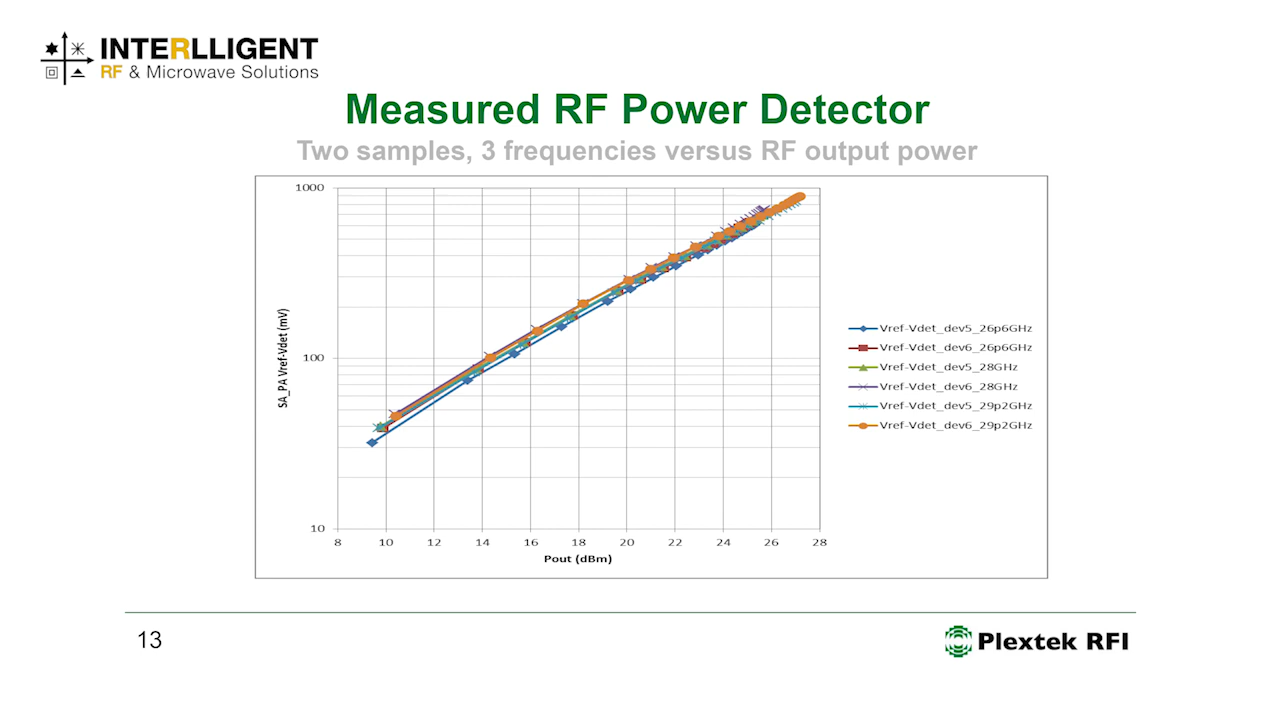 INTERLLIGENT
RF & Microwave Solutions
Measured RF Power Detector
Two samples, 3 frequencies versus RF output power
1000
100
10
SA_PA Vref-Vdet (mV)
8 10 12 14 16 18 20 22 24 26 28
Pout (dBm)
Vref-Vdet_dev5_26p6GHz
Vref-Vdet_dev6_26p6GHz
Vref-Vdet_dev5_28GHz
Vref-Vdet_dev6_28GHz
Vref-Vdet_dev5_29p2GHz
Vref-Vdet_dev6_29p2GHz
13
Plextek RFI